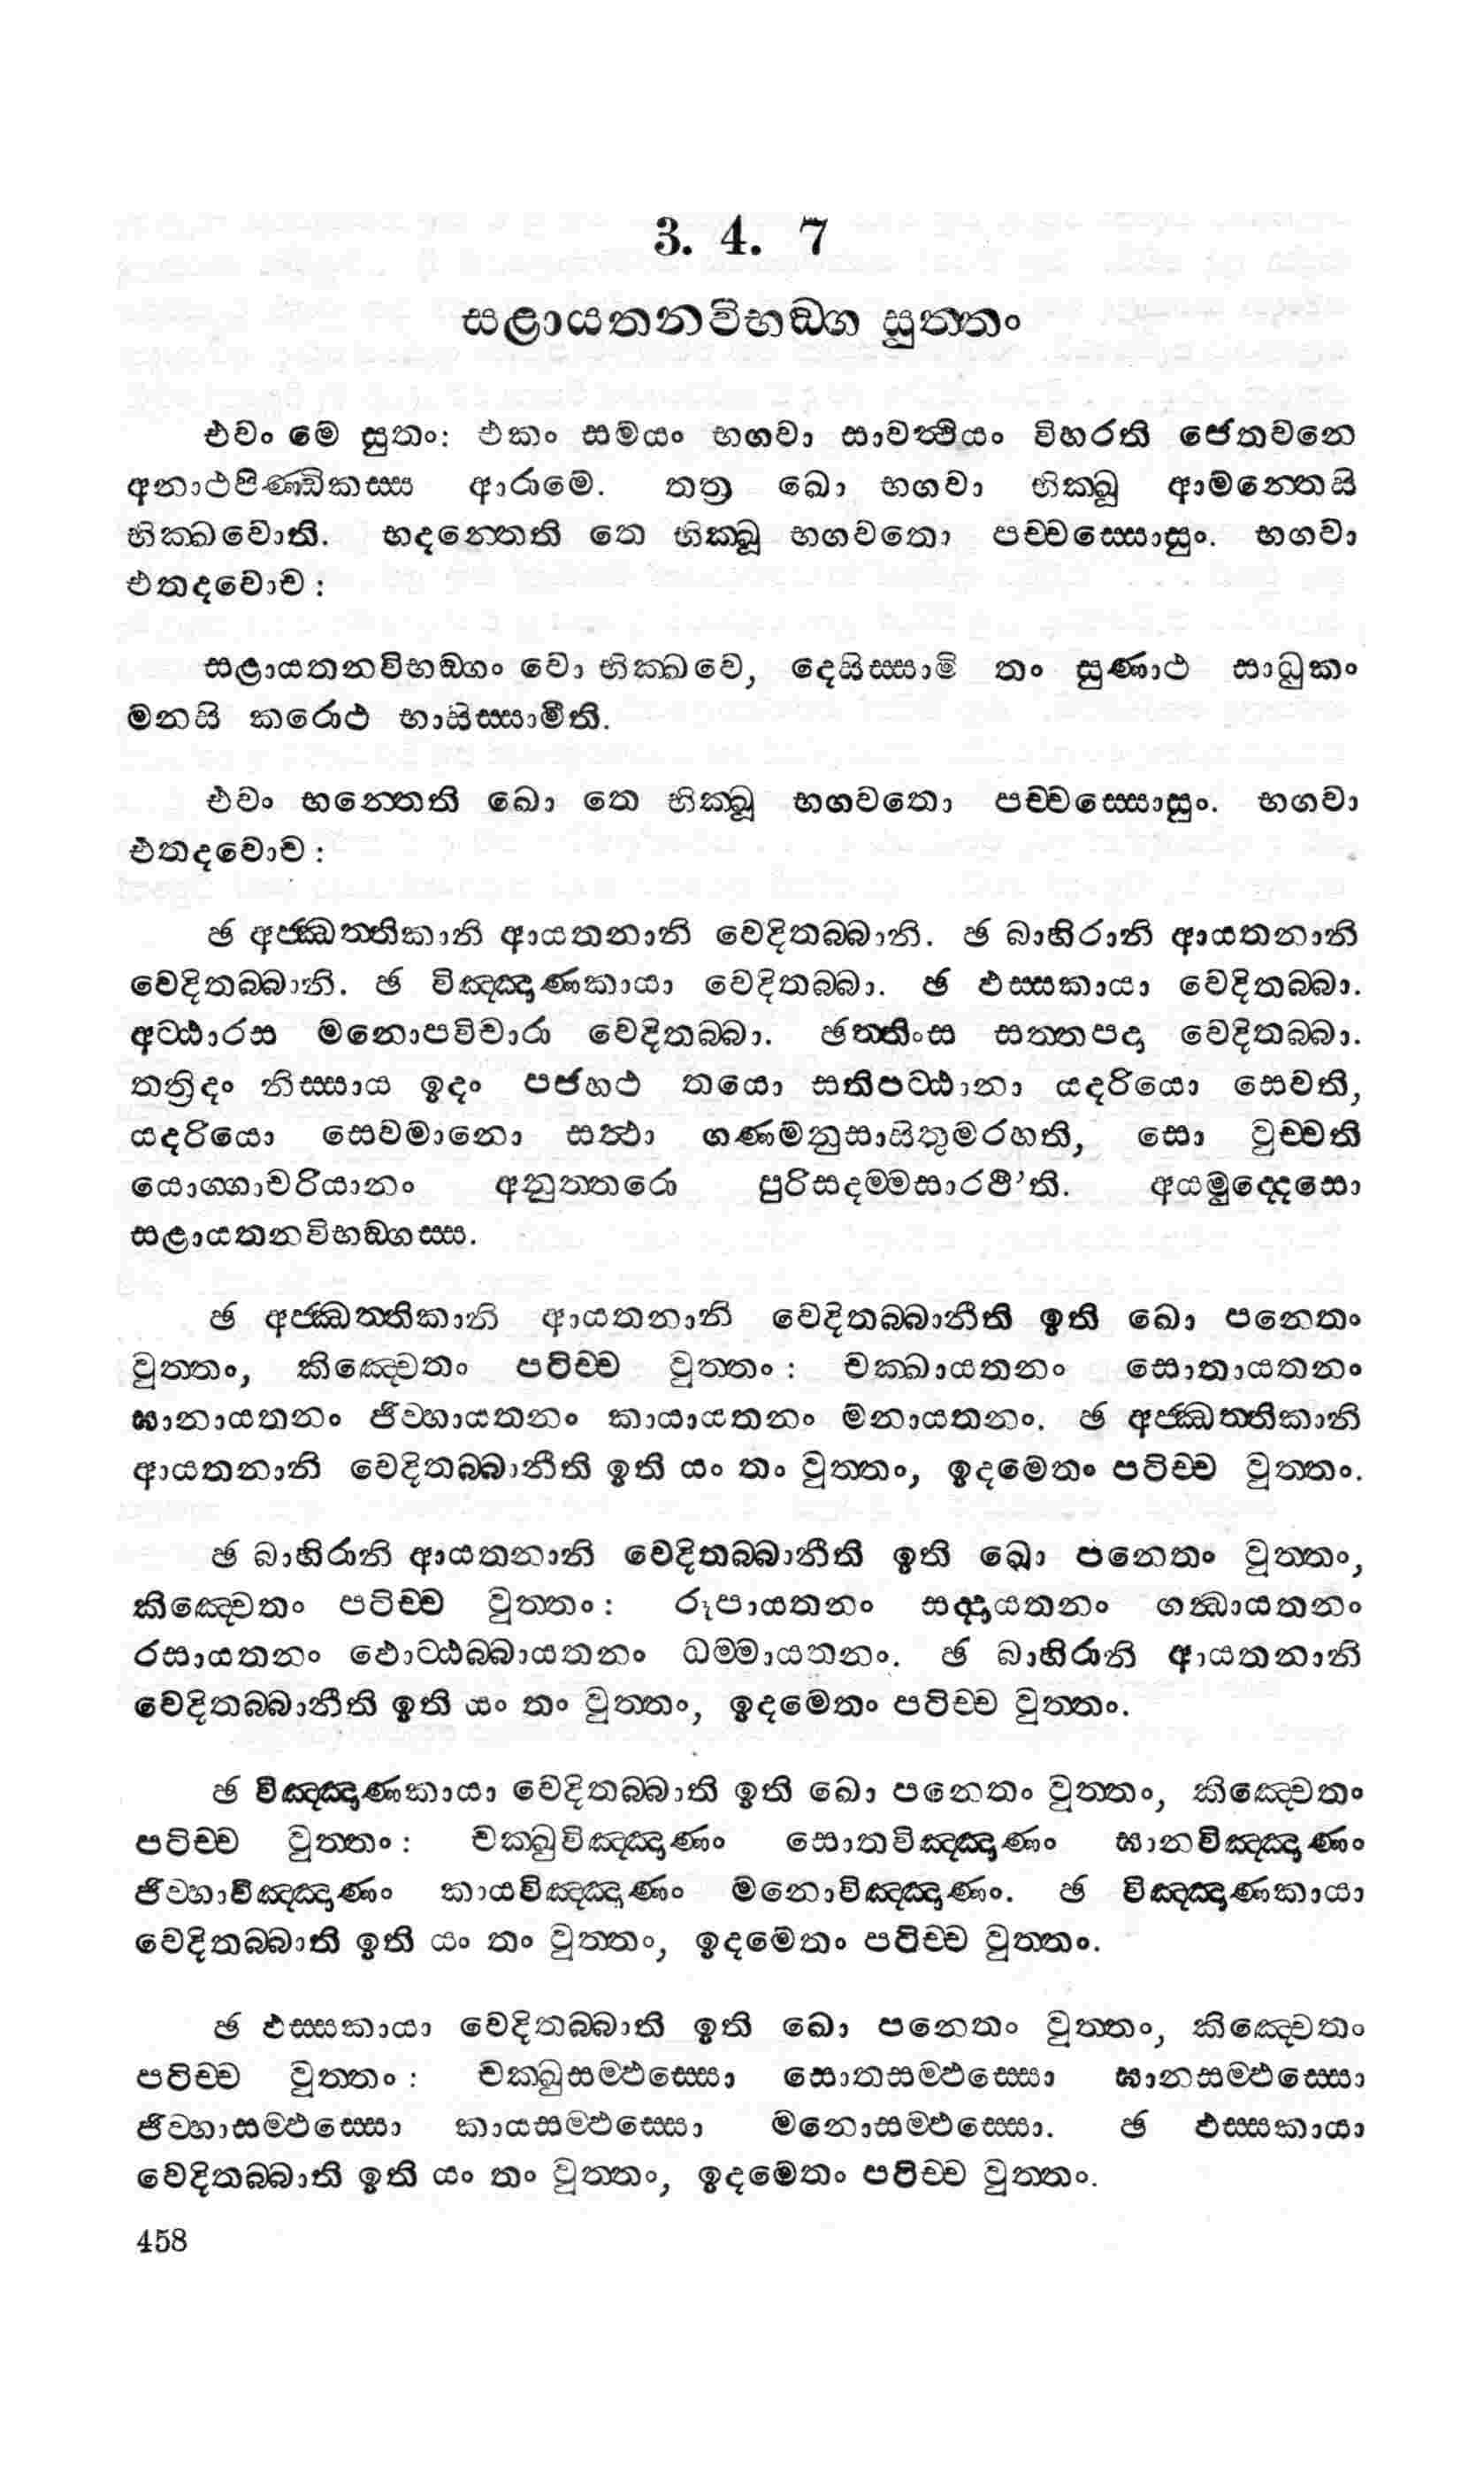 3. 4. 7
සළායතනවිභඞ්ග සුත්තං
එවං මෙ සුතං: එකං සමයං භගවා සාවත්ථියං විහරති ජෙතවනෙ
අනාථපිණ්ඩිකස්ස ආරාමේ. තත්‍ර ඛො භගවා භික්ඛූ ආමන්තෙසි
භික්ඛවොති. භදන්තෙති තෙ භික්ඛූ භගවතො පච්චස්සොසුං. භගවා
එතදවොච:
සළායතනවිභඞ්ගං වො භික්ඛවෙ, දෙසිස්සාමි තං සුණාථ සාධුකං
මනසි කරොථ භාසිස්සාමීති.
එවං භන්තෙති ඛො තෙ භික්ඛූ භගවතො පච්චස්සොසුං. භගවා
එතදවොච:
ඡ අජ්ඣත්තිකානි ආයතනානි වෙදිතබ්බානි. ඡ බාහිරානි ආයතනානි
වෙදිතබ්බානි. ඡ විඤ්ඤාණකායා වෙදිතබ්බා. ඡ ඵස්සකායා වෙදිතබ්බා.
අට්ඨාරස මනොපවිචාරා වෙදිතබ්බා. ඡත්තිංස සත්තපදා වෙදිතබ්බා.
තත්‍රිදං නිස්සාය ඉදං පජහථ තයො සතිපට්ඨානා යදරියො සෙවති,
යදරියො සෙවමානො සත්ථා ගණමනුසාසිතුමරහති, සො වුච්චති
යොග්ගාචරියානං අනුත්තරො පුරිසදම්මසාරථී’ති. අයමුද්දෙසො
සළායතනවිභඞ්ගස්ස.
ඡ අජ්ඣත්තිකානි ආයතනානි වෙදිතබ්බානීති ඉති ඛො පනෙතං
වුත්තං, කිඤ්චෙතං පටිච්ච වුත්තං: චක්ඛායතනං සොතායතනං
ඝානායතනං ජිව්හායතනං කායායතනං මනායතනං. ඡ අජ්ඣත්තිකානි
ආයතනානි වෙදිතබ්බානීති ඉති යං තං වුත්තං, ඉදමෙතං පටිච්ච වුත්තං.
ඡ බාහිරානි ආයතනානි වෙදිතබ්බානීති ඉති ඛො පනෙතං වුත්තං,
කිඤ්චෙතං පටිච්ච වුත්තං: රූපායතනං සද්දායතනං ගන්ධායතනං
රසායතනං ඵොට්ඨබ්බායතනං ධම්මායතනං. ඡ බාහිරානි ආයතනානි
වෙදිතබ්බානීති ඉති යං තං වුත්තං, ඉදමෙතං පටිච්ච වුත්තං.
ඡ විඤ්ඤාණකායා වෙදිතබ්බාති ඉති ඛො පනෙතං වුත්තං, කිඤ්චෙතං
පටිච්ච වුත්තං: චක්ඛුවිඤ්ඤාණං සොතවිඤ්ඤාණං ඝානවිඤ්ඤාණං
ජිව්හාවිඤ්ඤාණං කායවිඤ්ඤාණං මනොවිඤ්ඤාණං. ඡ විඤ්ඤාණකායා
වෙදිතබ්බාති ඉති යං තං වුත්තං, ඉදමෙතං පටිච්ච වුත්තං.
ඡ ඵස්සකායා වෙදිතබ්බාති ඉති ඛො පනෙතං වුත්තං, කිඤ්චෙතං
පටිච්ච වුත්තං: චක්ඛුසම්ඵස්සො සොතසම්ඵස්සො ඝානසම්ඵස්සො
ජිව්හාසම්ඵස්සො කායසම්ඵස්සො මනොසම්ඵස්සො. ඡ ඵස්සකායා
වෙදිතබ්බාති ඉති යං තං වුත්තං, ඉදමෙතං පටිච්ච වුත්තං.
458